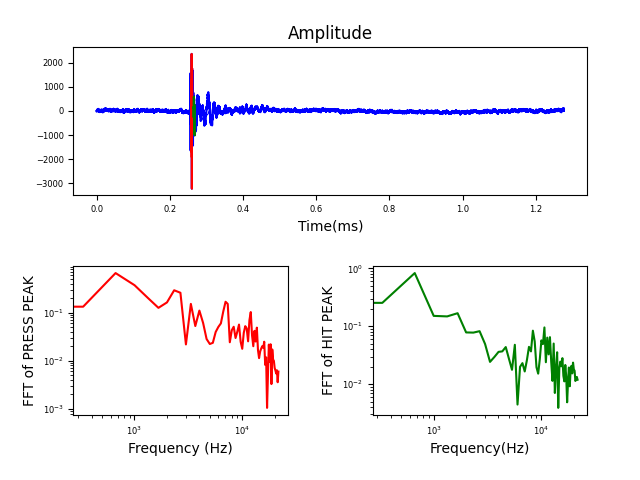 Amplitude
2000
1000
0
−1000
−2000
−3000
0.0 0.2 0.4 0.6 0.8 1.0 1.2
Time(ms)
FFT of PRESS PEAK
10⁻¹
10⁻²
10⁻³
10³ 10⁴
Frequency (Hz)
FFT of HIT PEAK
10⁰
10⁻¹
10⁻²
10³ 10⁴
Frequency(Hz)